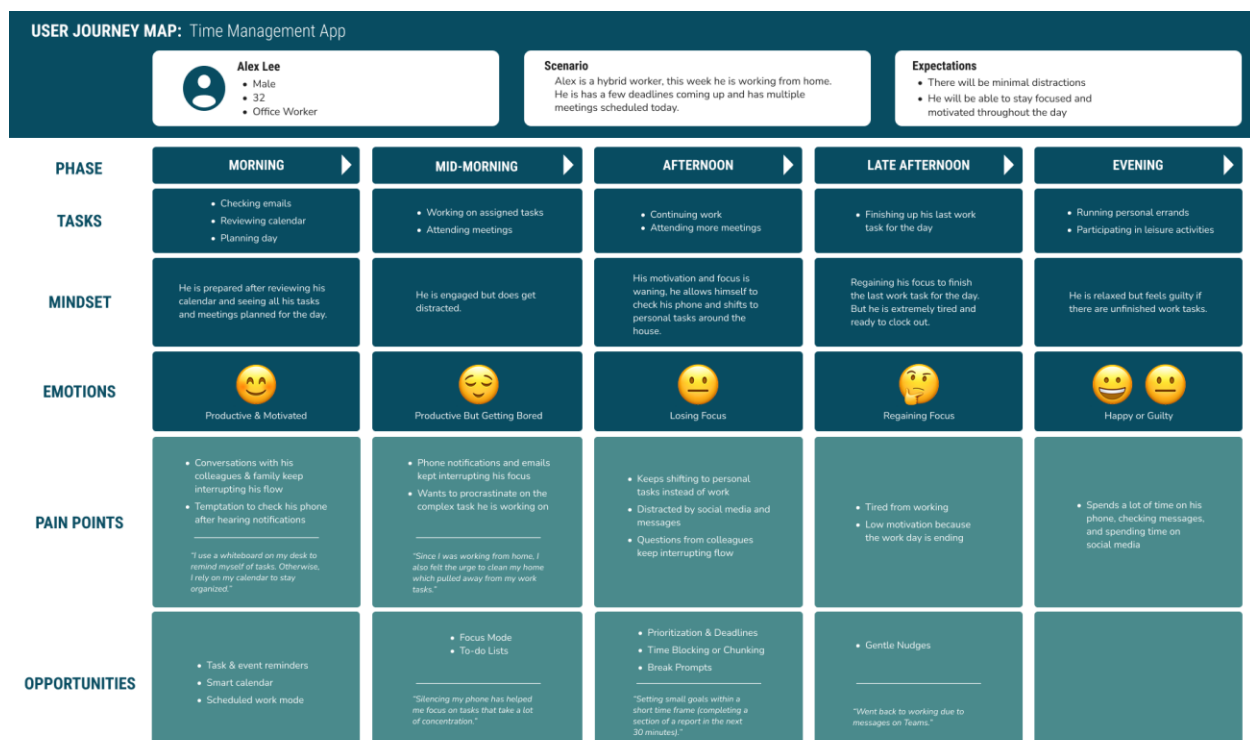 USER JOURNEY MAP: Time Management App
Alex Lee
• Male
• 32
• Office Worker
Scenario
Alex is a hybrid worker, this week he is working from home.
He is has a few deadlines coming up and has multiple
meetings scheduled today.
Expectations
• There will be minimal distractions
• He will be able to stay focused and
motivated throughout the day
PHASE
MORNING
MID-MORNING
AFTERNOON
LATE AFTERNOON
EVENING
TASKS
• Checking emails
• Reviewing calendar
• Planning day
• Working on assigned tasks
• Attending meetings
• Continuing work
• Attending more meetings
• Finishing up his last work
task for the day
• Running personal errands
• Participating in leisure activities
MINDSET
He is prepared after reviewing his
calendar and seeing all his tasks
and meetings planned for the day.
He is engaged but does get
distracted.
His motivation and focus is
waning, he allows himself to
check his phone and shifts to
personal tasks around the
house.
Regaining his focus to finish
the last work task for the day.
But he is extremely tired and
ready to clock out.
He is relaxed but feels guilty if
there are unfinished work tasks.
EMOTIONS
Productive & Motivated
Productive But Getting Bored
Losing Focus
Regaining Focus
Happy or Guilty
PAIN POINTS
• Conversations with his
colleagues & family keep
interrupting his flow
• Temptation to check his phone
after hearing notifications
"I use a whiteboard on my desk to
remind myself of tasks. Otherwise,
I rely on my calendar to stay
organized."
• Phone notifications and emails
kept interrupting his focus
• Wants to procrastinate on the
complex task he is working on
"Since I was working from home, I
also felt the urge to clean my home
which pulled away from my work
tasks."
• Keeps shifting to personal
tasks instead of work
• Distracted by social media and
messages
• Questions from colleagues
keep interrupting flow
• Tired from working
• Low motivation because
the work day is ending
• Spends a lot of time on his
phone, checking messages,
and spending time on
social media
OPPORTUNITIES
• Task & event reminders
• Smart calendar
• Scheduled work mode
• Focus Mode
• To-do Lists
"Silencing my phone has helped
me focus on tasks that take a lot
of concentration."
• Prioritization & Deadlines
• Time Blocking or Chunking
• Break Prompts
"Setting small goals within a
short time frame (completing a
section of a report in the next
30 minutes)."
• Gentle Nudges
"Went back to working due to
messages on Teams."